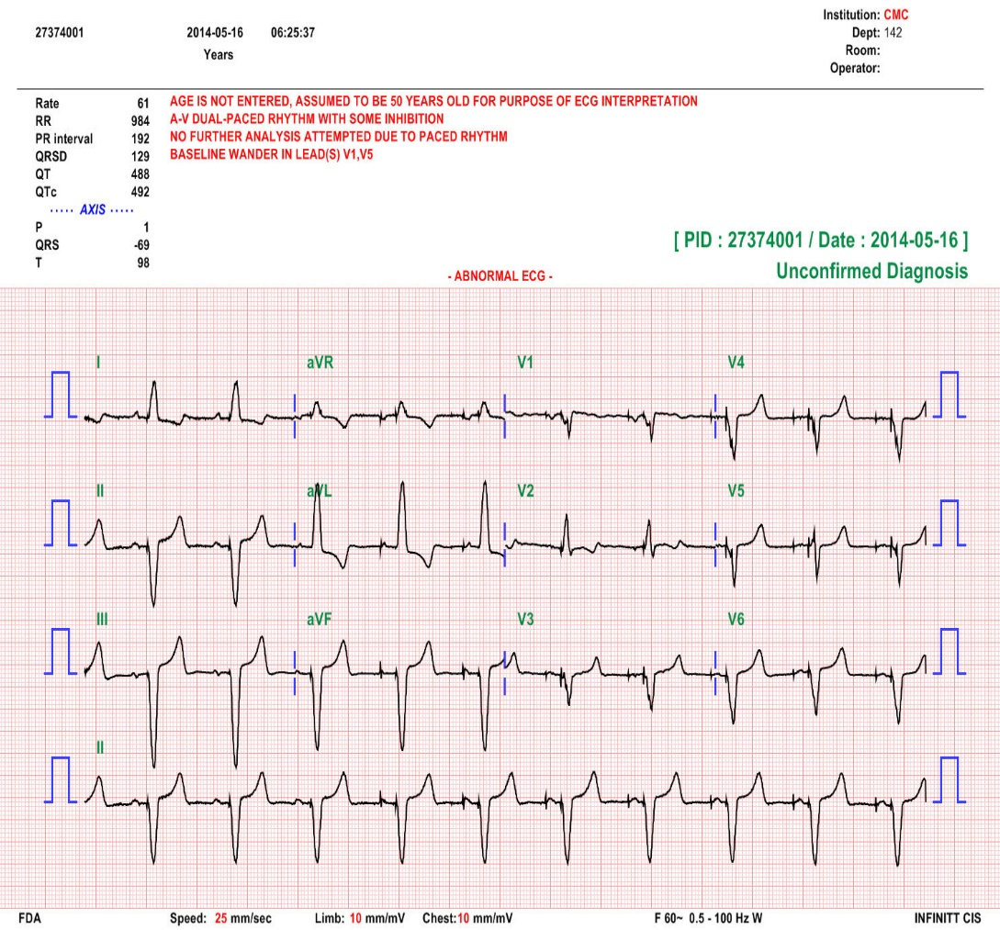 Institution: CMC
27374001 2014-05-16 06:25:37 Dept: 142
Years Room:
Operator:
Rate 61 AGE IS NOT ENTERED, ASSUMED TO BE 50 YEARS OLD FOR PURPOSE OF ECG INTERPRETATION
RR 984 A-V DUAL-PACED RHYTHM WITH SOME INHIBITION
PR interval 192 NO FURTHER ANALYSIS ATTEMPTED DUE TO PACED RHYTHM
QRSD 129 BASELINE WANDER IN LEAD(S) V1,V5
QT 488
QTc 492
····· AXIS ·····
P 1
QRS -69
T 98
[ PID : 27374001 / Date : 2014-05-16 ]
- ABNORMAL ECG - Unconfirmed Diagnosis
I aVR V1 V4
II aVL V2 V5
III aVF V3 V6
II
FDA Speed: 25 mm/sec Limb: 10 mm/mV Chest:10 mm/mV F 60~ 0.5 - 100 Hz W INFINITT CIS